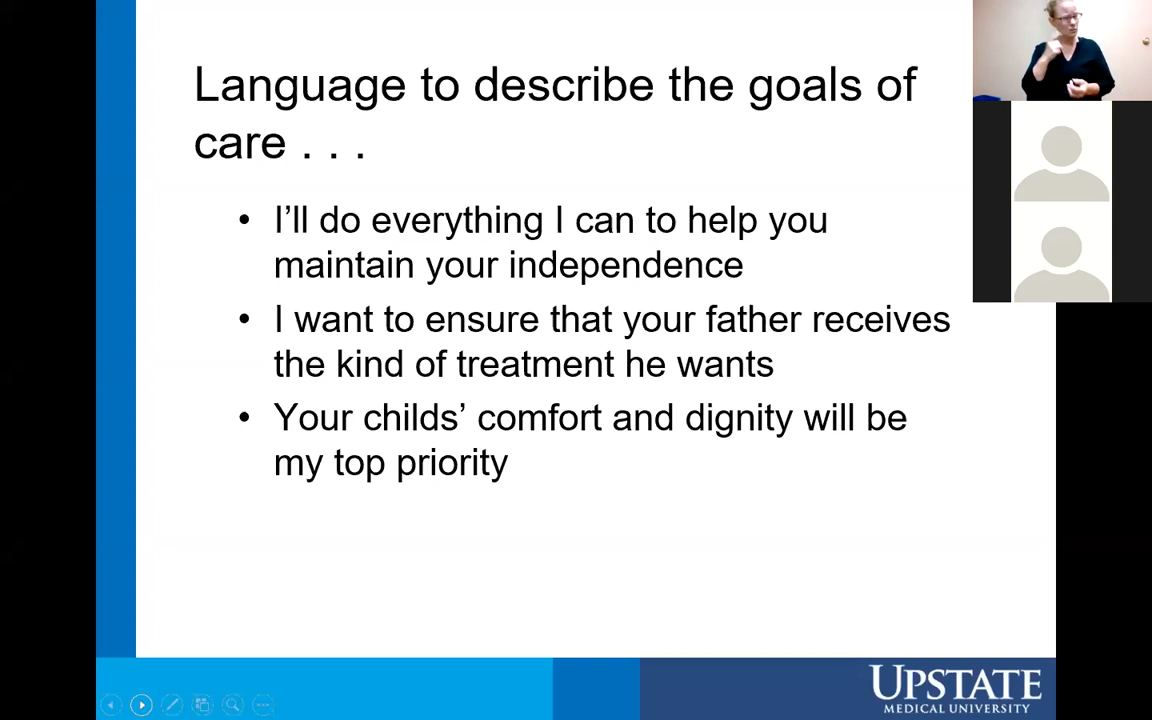 Language to describe the goals of
care . . .
• I’ll do everything I can to help you
maintain your independence
• I want to ensure that your father receives
the kind of treatment he wants
• Your childs’ comfort and dignity will be
my top priority
UPSTATE
MEDICAL UNIVERSITY